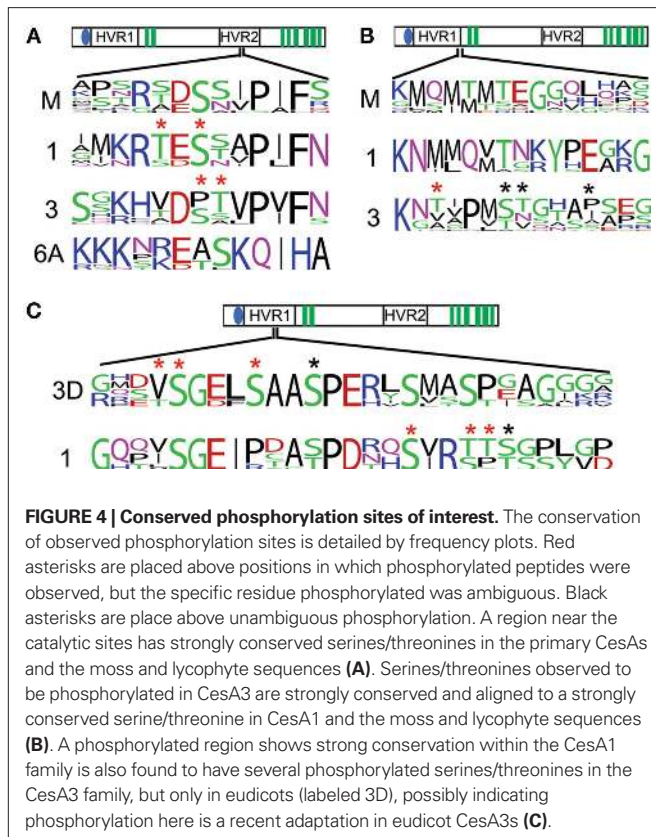 A
HVR1 HVR2
M
1
* *
3
* *
6A
B
HVR1 HVR2
M
1
3
* * * *
C
HVR1 HVR2
3D
* * * *
1
* * * *
FIGURE 4 | Conserved phosphorylation sites of interest. The conservation
of observed phosphorylation sites is detailed by frequency plots. Red
asterisks are placed above positions in which phosphorylated peptides were
observed, but the specific residue phosphorylated was ambiguous. Black
asterisks are place above unambiguous phosphorylation. A region near the
catalytic sites has strongly conserved serines/threonines in the primary CesAs
and the moss and lycophyte sequences (A). Serines/threonines observed to
be phosphorylated in CesA3 are strongly conserved and aligned to a strongly
conserved serine/threonine in CesA1 and the moss and lycophyte sequences
(B). A phosphorylated region shows strong conservation within the CesA1
family is also found to have several phosphorylated serines/threonines in the
CesA3 family, but only in eudicots (labeled 3D), possibly indicating
phosphorylation here is a recent adaptation in eudicot CesA3s (C).